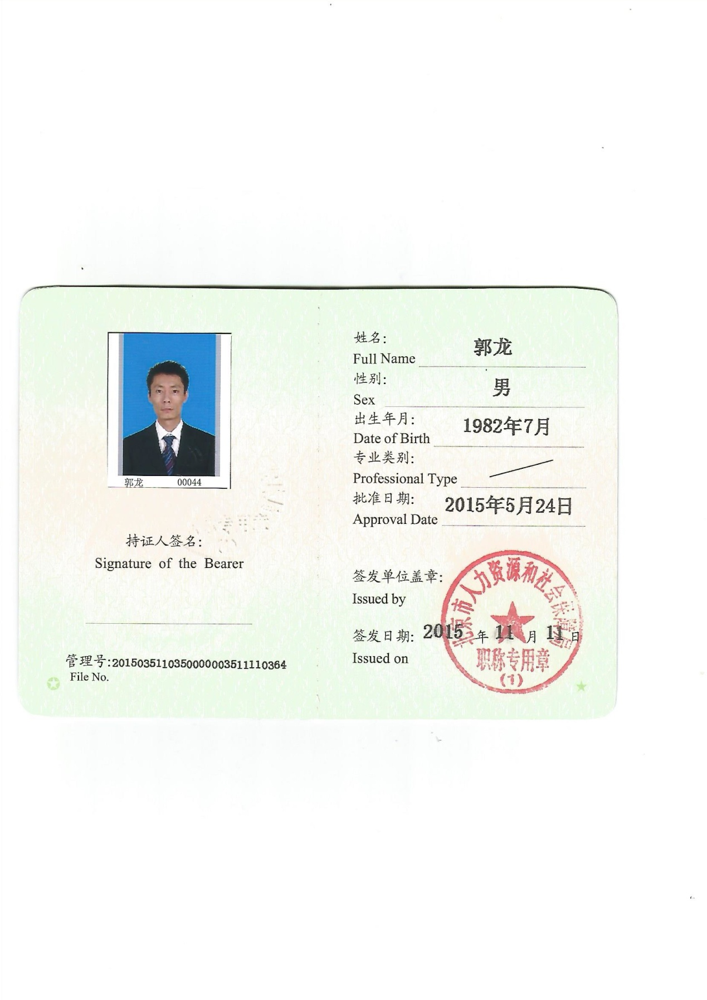 郭龙 00044
持证人签名:
Signature of the Bearer
管理号:2015035110350000003511110364
File No.
姓名:
郭龙
Full Name
性别:
男
Sex
出生年月:
1982年7月
Date of Birth
专业类别:
Professional Type
批准日期:
2015年5月24日
Approval Date
签发单位盖章:
Issued by
签发日期: 2015 年 11 月 11 日
Issued on
北京市人力资源和社会保障局
职称专用章
(1)